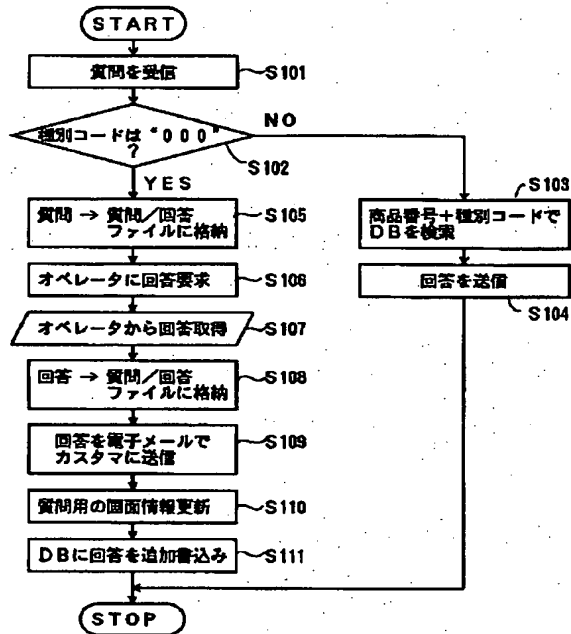 START
質問を受信
S101
種別コードは“000”
?
S102
NO
YES
S103
商品番号+種別コードで
DBを検索
回答を送信
S104
質問 → 質問/回答
ファイルに格納
S105
オペレータに回答要求
S106
オペレータから回答取得
S107
回答 → 質問/回答
ファイルに格納
S108
回答を電子メールで
カスタマに送信
S109
質問用の画面情報更新
S110
DBに回答を追加書込み
S111
STOP